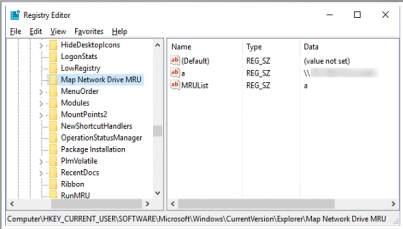 Registry Editor
File Edit View Favorites Help
HideDesktopIcons
LogonStats
LowRegistry
Map Network Drive MRU
MenuOrder
Modules
MountPoints2
NewShortcutHandlers
OperationStatusManager
Package Installation
PlmVolatile
RecentDocs
Ribbon
RunMRU
Name Type Data
(Default) REG_SZ (value not set)
a REG_SZ \\
MRUList REG_SZ a
Computer\HKEY_CURRENT_USER\SOFTWARE\Microsoft\Windows\CurrentVersion\Explorer\Map Network Drive MRU